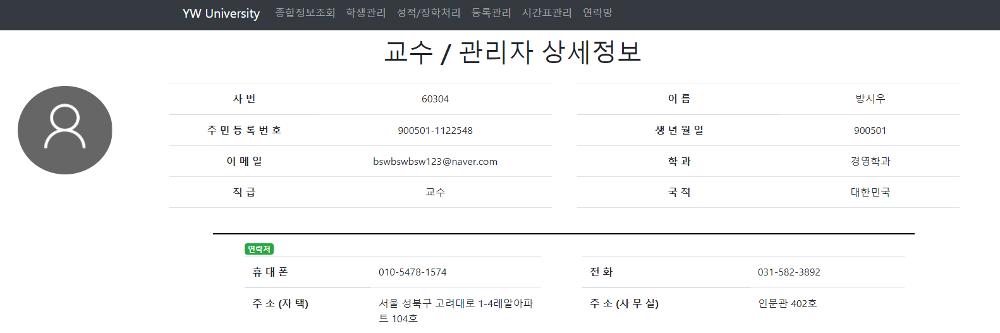 YW University 종합정보조회 학생관리 성적/장학처리 등록관리 시간표관리 연락망
교수 / 관리자 상세정보
사 번 60304 이 름 방시우
주 민 등 록 번 호 900501-1122548 생 년 월 일 900501
이 메 일 bswbswbsw123@naver.com 학 과 경영학과
직 급 교수 국 적 대한민국
연락처
휴 대 폰 010-5478-1574 전 화 031-582-3892
주 소 (자 택) 서울 성북구 고려대로 1-4레알아파 주 소 (사 무 실) 인문관 402호
트 104호